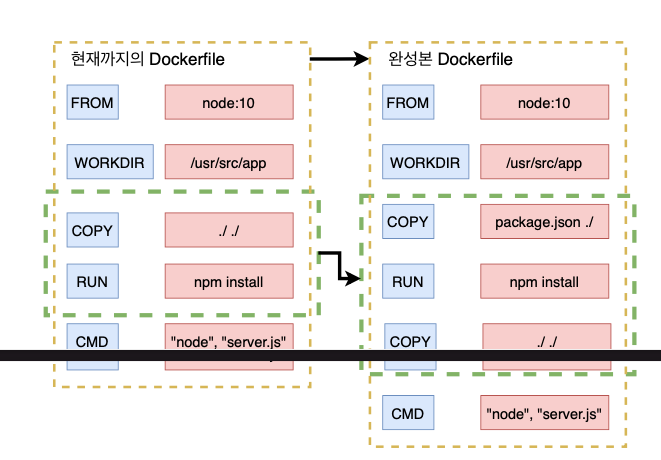 현재까지의 Dockerfile
FROM node:10
WORKDIR /usr/src/app
COPY ./ ./
RUN npm install
CMD "node", "server.js"
완성본 Dockerfile
FROM node:10
WORKDIR /usr/src/app
COPY package.json ./
RUN npm install
COPY ./ ./
CMD "node", "server.js"